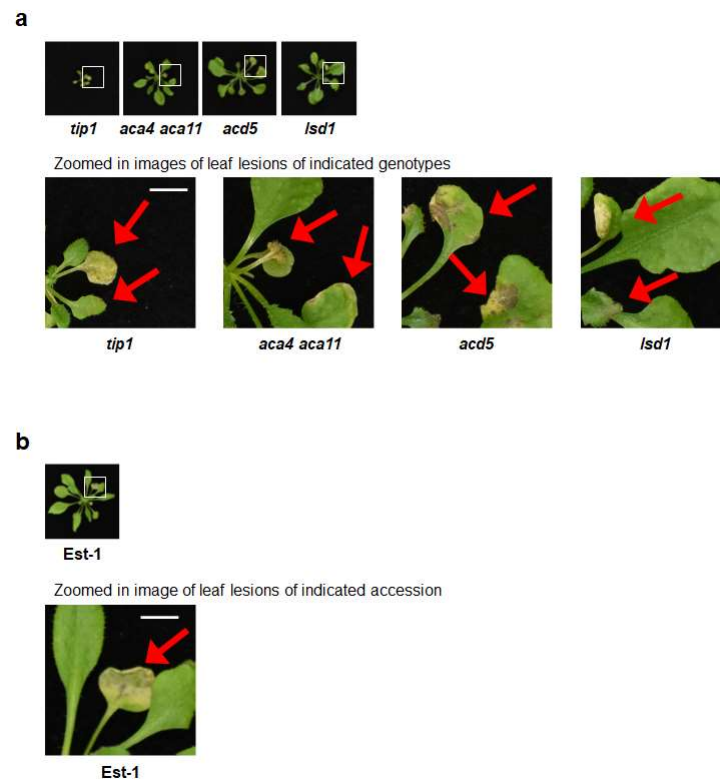 a
tip1 aca4 aca11 acd5 lsd1
Zoomed in images of leaf lesions of indicated genotypes
tip1 aca4 aca11 acd5 lsd1
b
Est-1
Zoomed in image of leaf lesions of indicated accession
Est-1